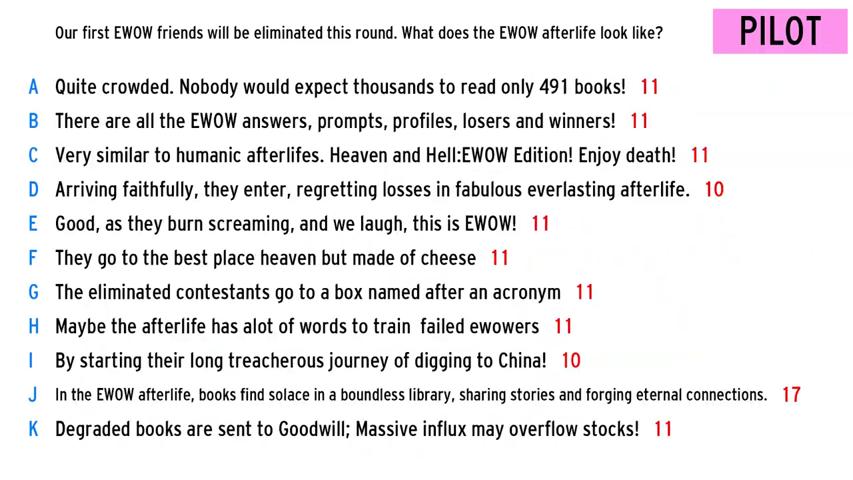 Our first EWOW friends will be eliminated this round. What does the EWOW afterlife look like?
PILOT
A Quite crowded. Nobody would expect thousands to read only 491 books! 11
B There are all the EWOW answers, prompts, profiles, losers and winners! 11
C Very similar to humanic afterlifes. Heaven and Hell:EWOW Edition! Enjoy death! 11
D Arriving faithfully, they enter, regretting losses in fabulous everlasting afterlife. 10
E Good, as they burn screaming, and we laugh, this is EWOW! 11
F They go to the best place heaven but made of cheese 11
G The eliminated contestants go to a box named after an acronym 11
H Maybe the afterlife has alot of words to train  failed ewowers 11
I By starting their long treacherous journey of digging to China! 10
J In the EWOW afterlife, books find solace in a boundless library, sharing stories and forging eternal connections. 17
K Degraded books are sent to Goodwill; Massive influx may overflow stocks! 11